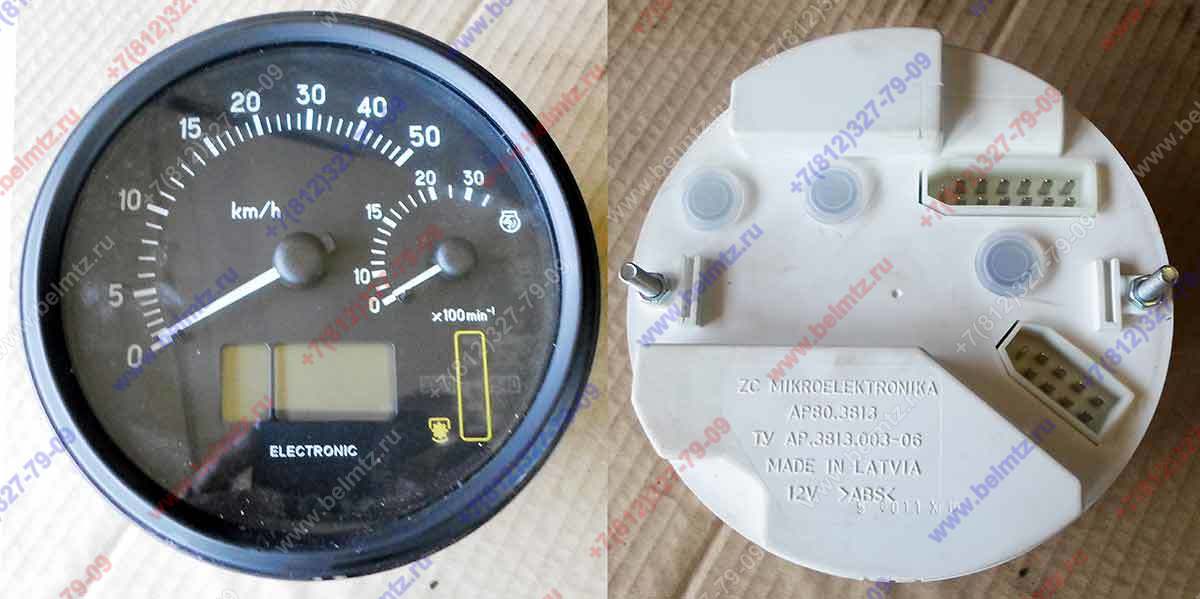 0
5
10
15
20
30
40
50
km/h
0
10
15
20
30
x100min⁻¹
ELECTRONIC
ZC MIKROELEKTRONIKA
AP80.3813
ТУ AP.3813.003-06
MADE IN LATVIA
12V >ABS<
www.belmtz.ru
+7(812)327-79-09